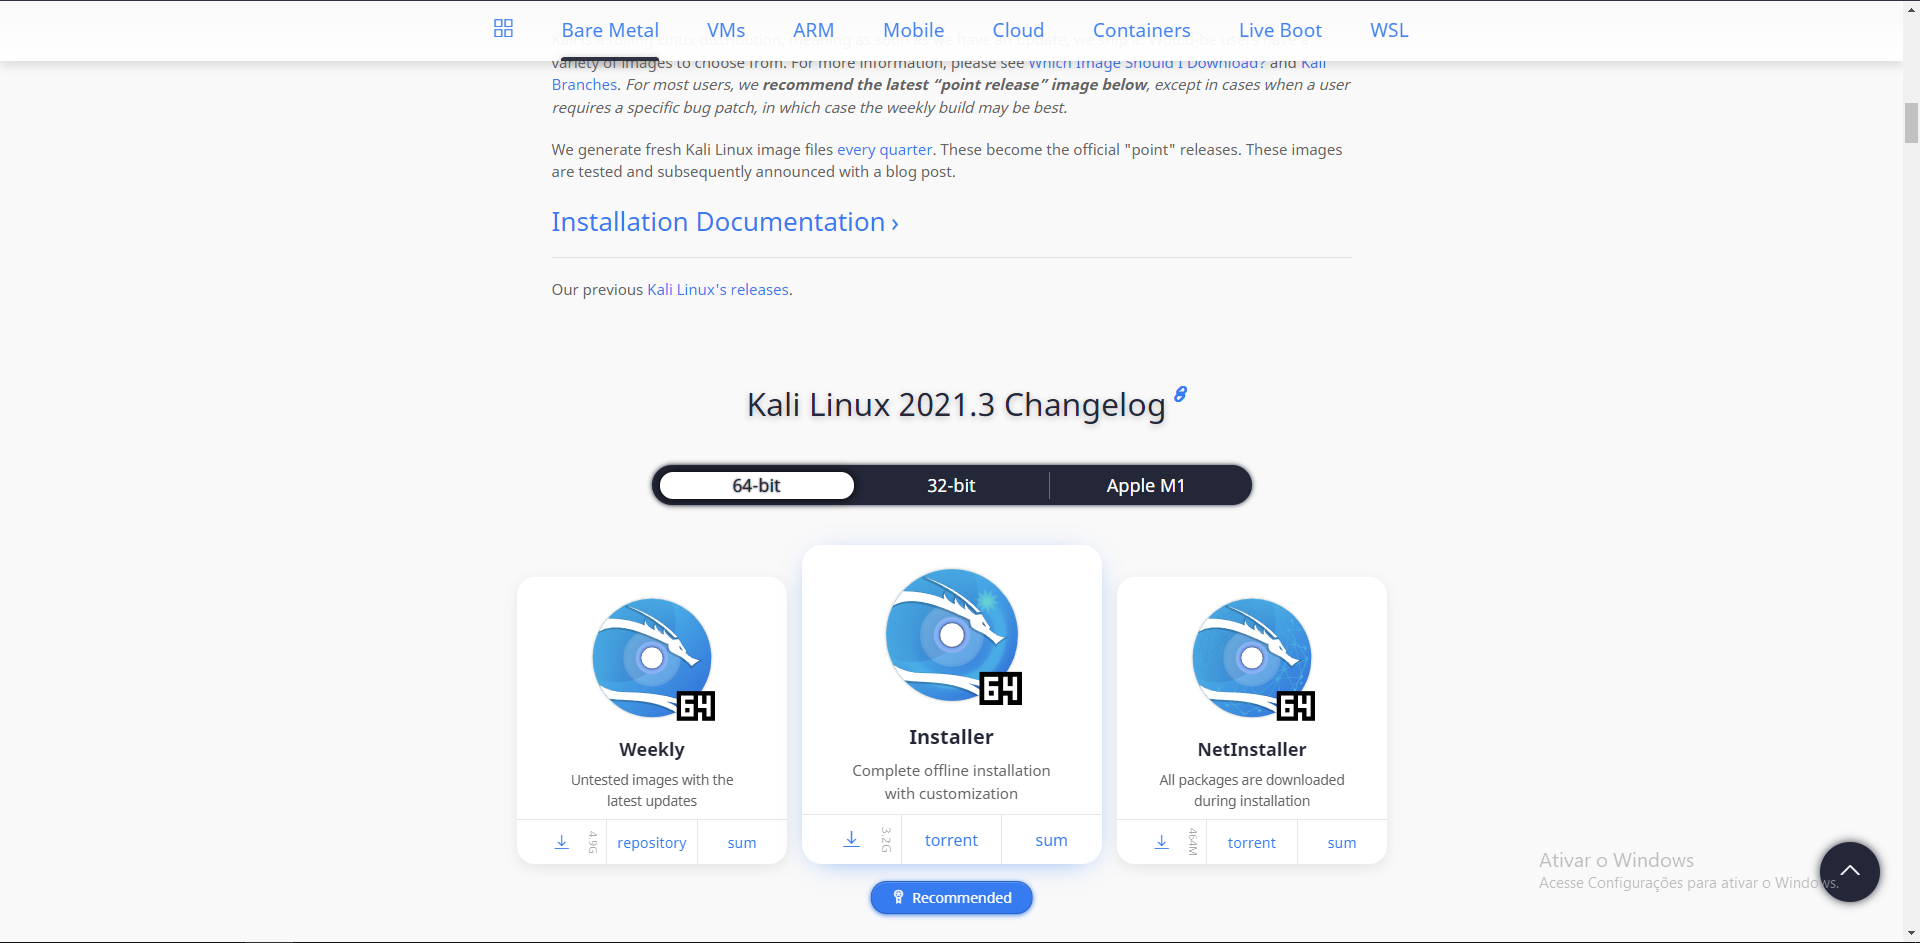 Bare Metal VMs ARM Mobile Cloud Containers Live Boot WSL
variety of images to choose from. For more information, please see Which Image Should I Download? and Kali
Branches. For most users, we recommend the latest “point release” image below, except in cases when a user
requires a specific bug patch, in which case the weekly build may be best.
We generate fresh Kali Linux image files every quarter. These become the official "point" releases. These images
are tested and subsequently announced with a blog post.
Installation Documentation ›
Our previous Kali Linux's releases.
Kali Linux 2021.3 Changelog
64-bit 32-bit Apple M1
64
Weekly
Untested images with the
latest updates
4.9G repository sum
64
Installer
Complete offline installation
with customization
3.2G torrent sum
Recommended
64
NetInstaller
All packages are downloaded
during installation
464M torrent sum
Ativar o Windows
Acesse Configurações para ativar o Windows.